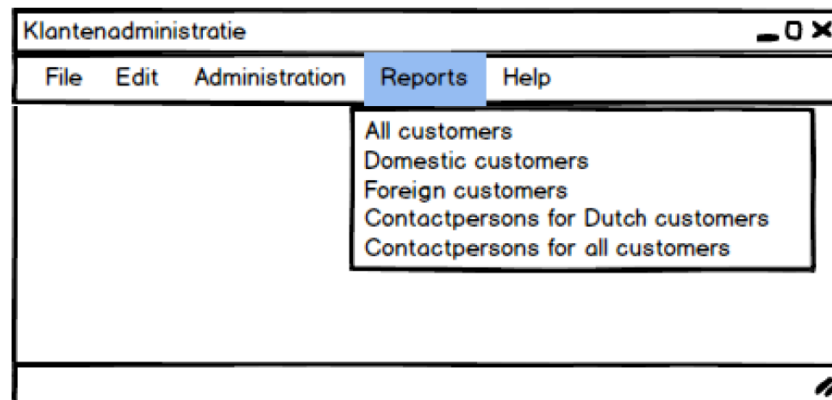 Klantenadministratie
File Edit Administration Reports Help
All customers
Domestic customers
Foreign customers
Contactpersons for Dutch customers
Contactpersons for all customers